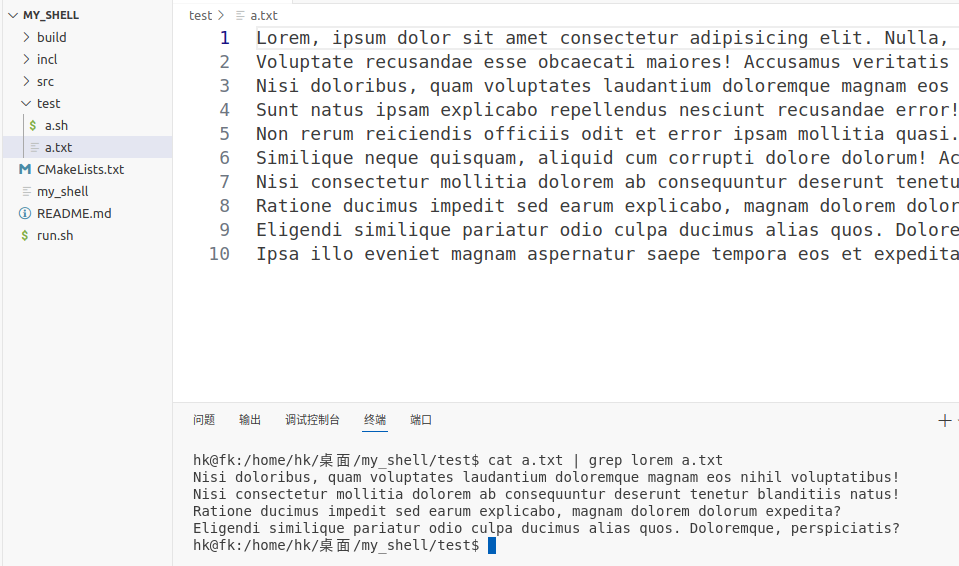 MY_SHELL
build
incl
src
test
$ a.sh
a.txt
CMakeLists.txt
my_shell
README.md
$ run.sh
test > a.txt
1 Lorem, ipsum dolor sit amet consectetur adipisicing elit. Nulla,
2 Voluptate recusandae esse obcaecati maiores! Accusamus veritatis
3 Nisi doloribus, quam voluptates laudantium doloremque magnam eos
4 Sunt natus ipsam explicabo repellendus nesciunt recusandae error!
5 Non rerum reiciendis officiis odit et error ipsam mollitia quasi.
6 Similique neque quisquam, aliquid cum corrupti dolore dolorum! Ac
7 Nisi consectetur mollitia dolorem ab consequuntur deserunt tenetu
8 Ratione ducimus impedit sed earum explicabo, magnam dolorem dolor
9 Eligendi similique pariatur odio culpa ducimus alias quos. Dolore
10 Ipsa illo eveniet magnam aspernatur saepe tempora eos et expedita
问题 输出 调试控制台 终端 端口
hk@fk:/home/hk/桌面/my_shell/test$ cat a.txt | grep lorem a.txt
Nisi doloribus, quam voluptates laudantium doloremque magnam eos nihil voluptatibus!
Nisi consectetur mollitia dolorem ab consequuntur deserunt tenetur blanditiis natus!
Ratione ducimus impedit sed earum explicabo, magnam dolorem dolorum expedita?
Eligendi similique pariatur odio culpa ducimus alias quos. Doloremque, perspiciatis?
hk@fk:/home/hk/桌面/my_shell/test$